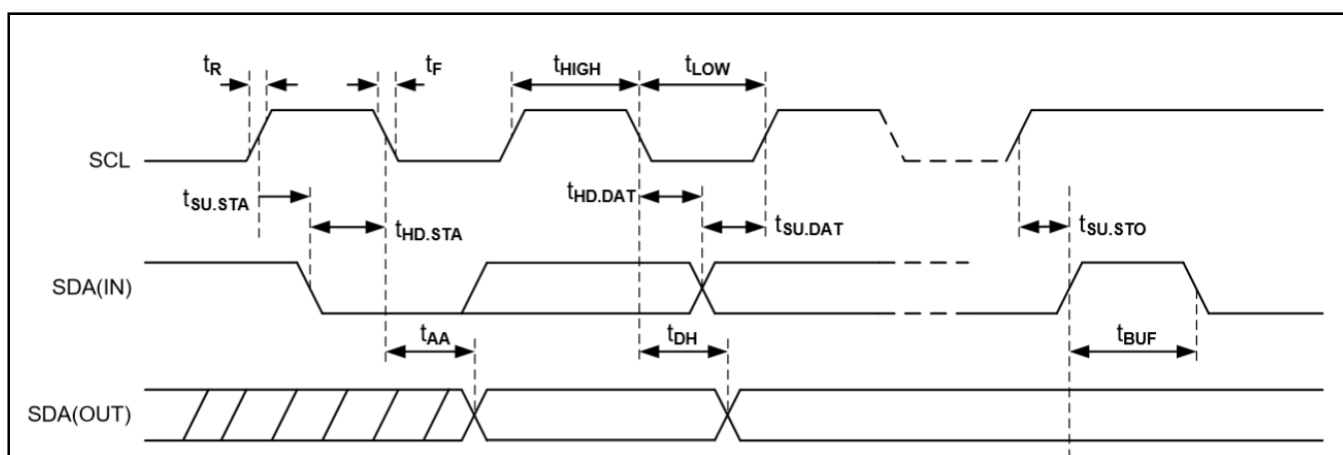 tR
tF
tHIGH
tLOW
SCL
tSU.STA
tHD.STA
tHD.DAT
tSU.DAT
tSU.STO
SDA(IN)
tAA
tDH
tBUF
SDA(OUT)